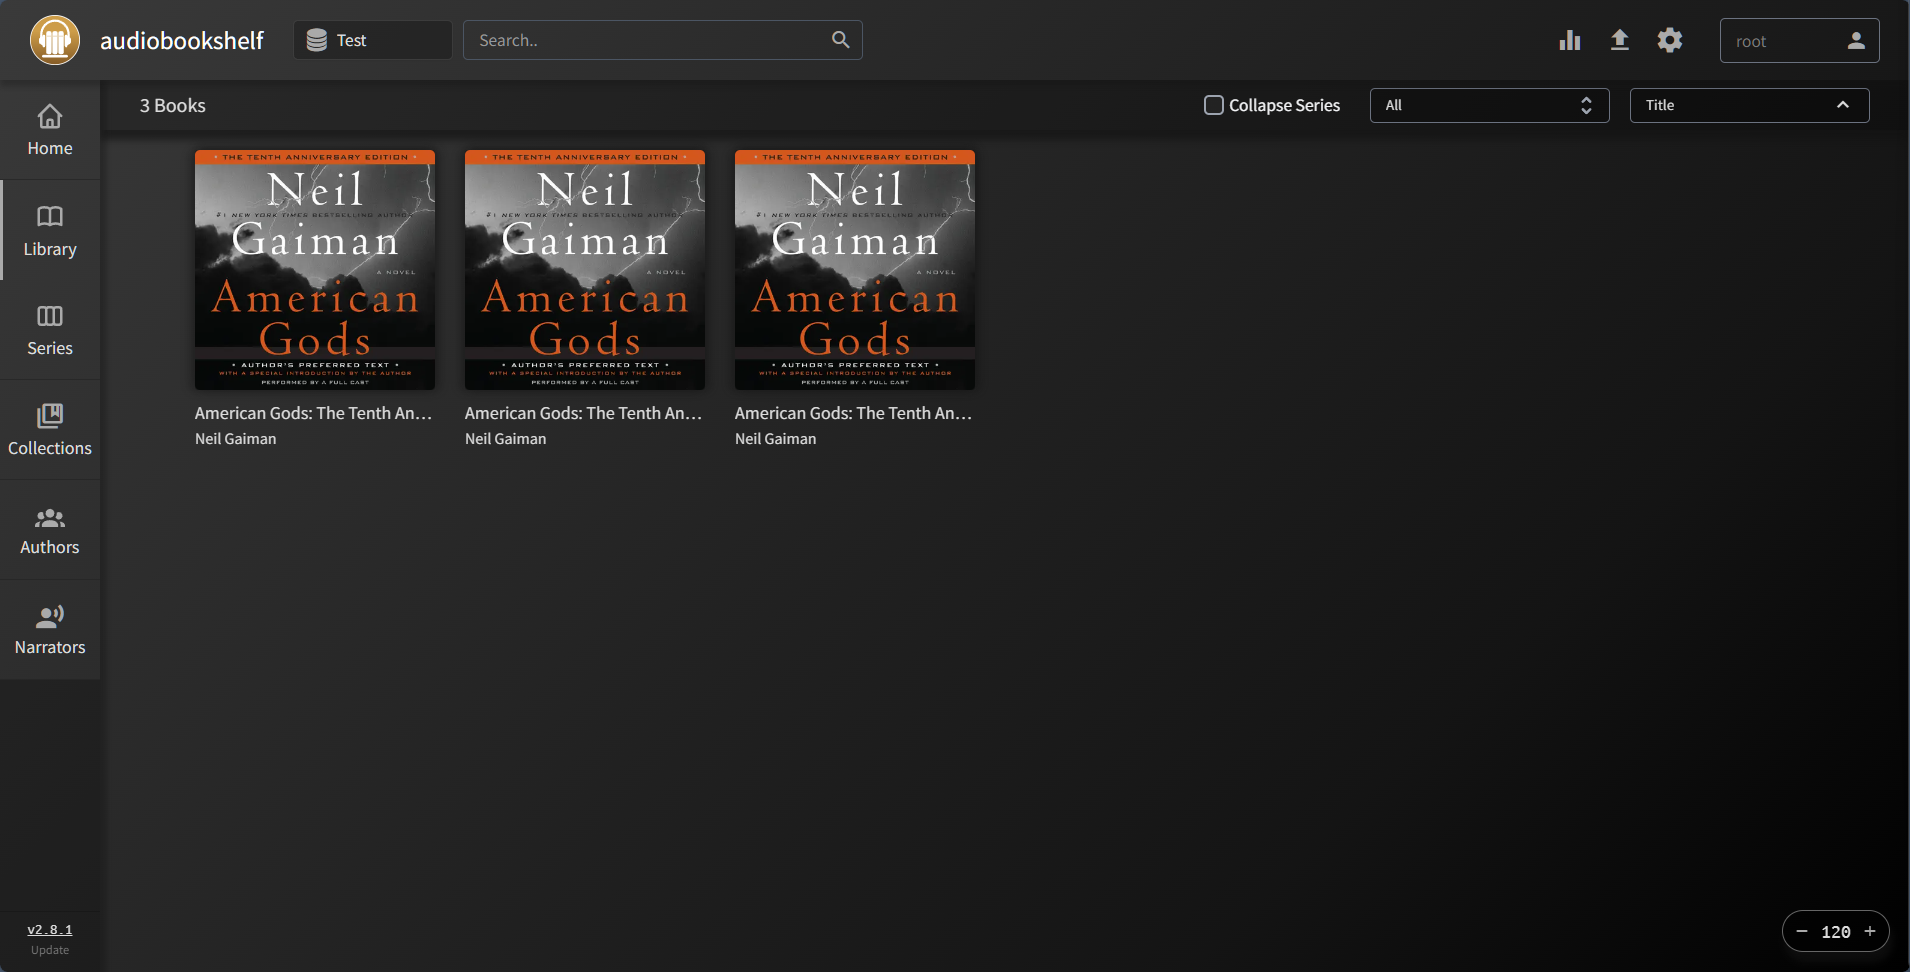 audiobookshelf
Test
Search..
root
3 Books
Collapse Series
All
Title
Home
Library
Series
Collections
Authors
Narrators
v2.8.1
Update
• THE TENTH ANNIVERSARY EDITION •
Neil
#1 NEW YORK TIMES BESTSELLING AUTHOR
Gaiman
A NOVEL
American
Gods
• AUTHOR'S PREFERRED TEXT •
WITH A SPECIAL INTRODUCTION BY THE AUTHOR
PERFORMED BY A FULL CAST
American Gods: The Tenth An...
Neil Gaiman
• THE TENTH ANNIVERSARY EDITION •
Neil
#1 NEW YORK TIMES BESTSELLING AUTHOR
Gaiman
A NOVEL
American
Gods
• AUTHOR'S PREFERRED TEXT •
WITH A SPECIAL INTRODUCTION BY THE AUTHOR
PERFORMED BY A FULL CAST
American Gods: The Tenth An...
Neil Gaiman
• THE TENTH ANNIVERSARY EDITION •
Neil
#1 NEW YORK TIMES BESTSELLING AUTHOR
Gaiman
A NOVEL
American
Gods
• AUTHOR'S PREFERRED TEXT •
WITH A SPECIAL INTRODUCTION BY THE AUTHOR
PERFORMED BY A FULL CAST
American Gods: The Tenth An...
Neil Gaiman
− 120 +